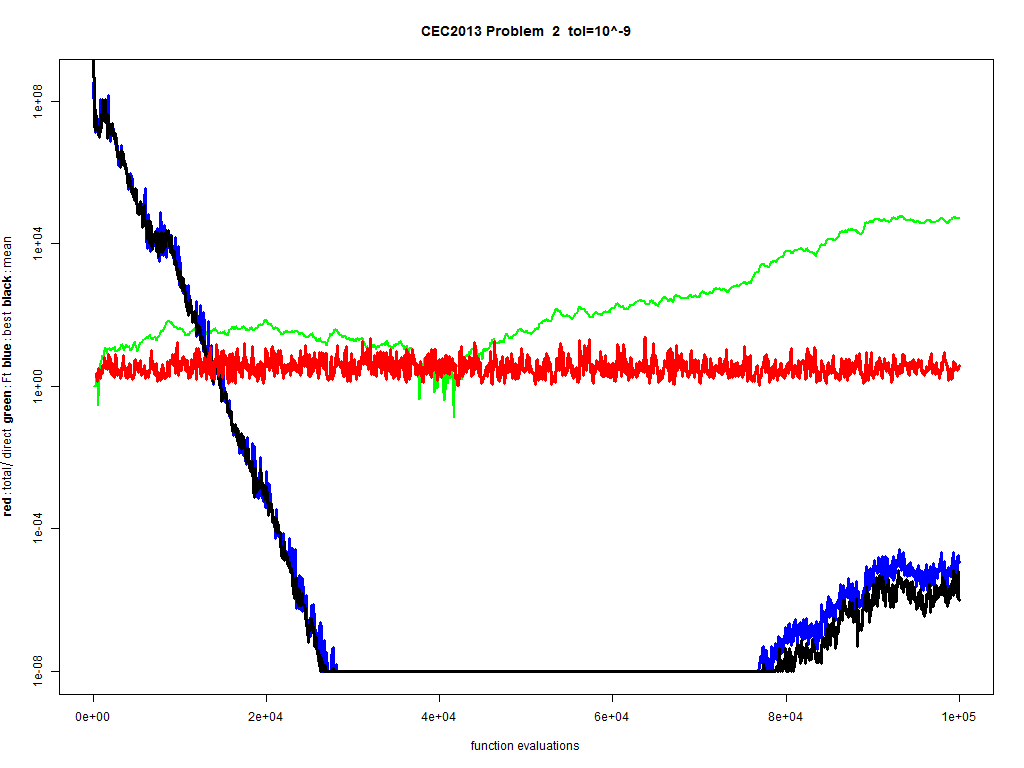 CEC2013 Problem 2 tol=10^-9
red : total/ direct green :Ft blue : best black : mean
1e+08
1e+04
1e+00
1e-04
1e-08
0e+00 2e+04 4e+04 6e+04 8e+04 1e+05
function evaluations